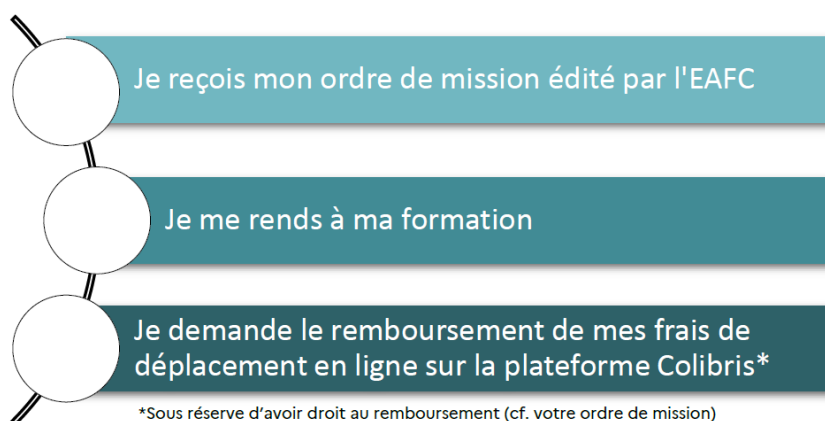 Je reçois mon ordre de mission édité par l'EAFC
Je me rends à ma formation
Je demande le remboursement de mes frais de
déplacement en ligne sur la plateforme Colibris*
*Sous réserve d’avoir droit au remboursement (cf. votre ordre de mission)